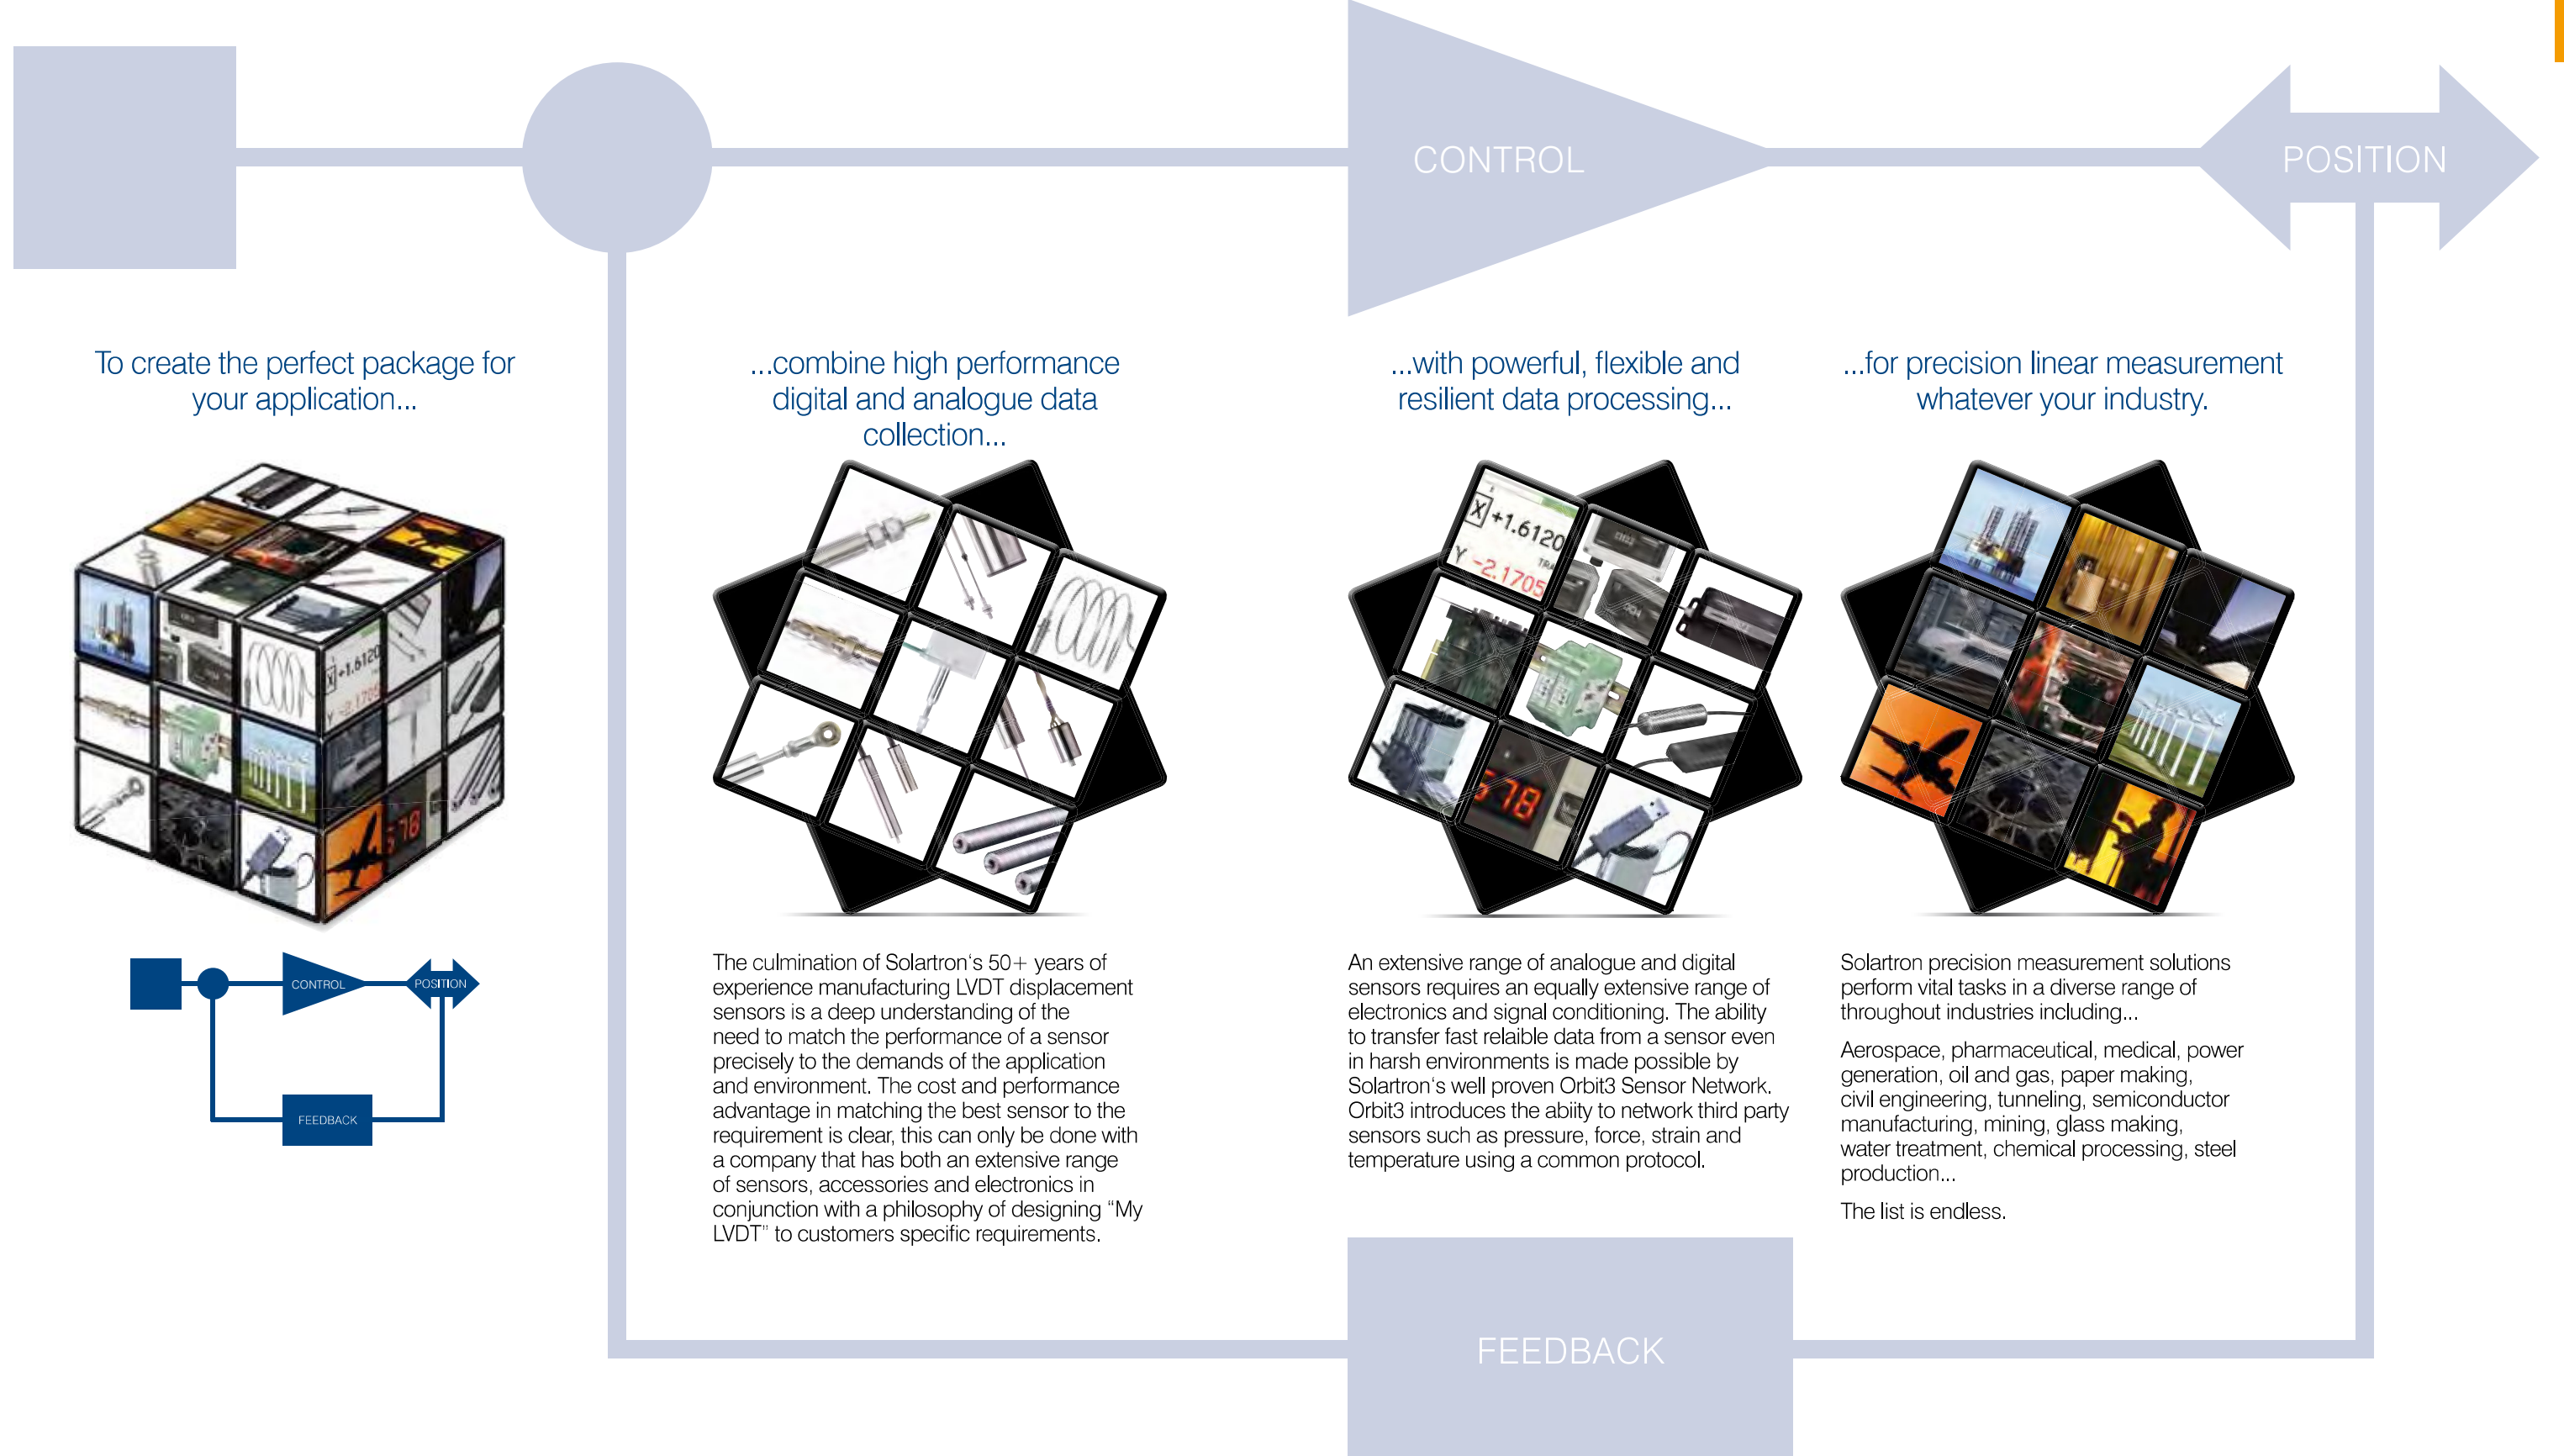 CONTROL
POSITION
To create the perfect package for
your application...
...combine high performance
digital and analogue data
collection...
...with powerful, flexible and
resilient data processing...
...for precision linear measurement
whatever your industry.
X +1.6120
Y -2.1705
TRA
78
+1.6120
X
Y -2.170
78
CONTROL
POSITION
FEEDBACK
The culmination of Solartron's 50+ years of
experience manufacturing LVDT displacement
sensors is a deep understanding of the
need to match the performance of a sensor
precisely to the demands of the application
and environment. The cost and performance
advantage in matching the best sensor to the
requirement is clear, this can only be done with
a company that has both an extensive range
of sensors, accessories and electronics in
conjunction with a philosophy of designing “My
LVDT” to customers specific requirements.
An extensive range of analogue and digital
sensors requires an equally extensive range of
electronics and signal conditioning. The ability
to transfer fast relaible data from a sensor even
in harsh environments is made possible by
Solartron's well proven Orbit3 Sensor Network.
Orbit3 introduces the abiity to network third party
sensors such as pressure, force, strain and
temperature using a common protocol.
Solartron precision measurement solutions
perform vital tasks in a diverse range of
throughout industries including...
Aerospace, pharmaceutical, medical, power
generation, oil and gas, paper making,
civil engineering, tunneling, semiconductor
manufacturing, mining, glass making,
water treatment, chemical processing, steel
production...
The list is endless.
FEEDBACK